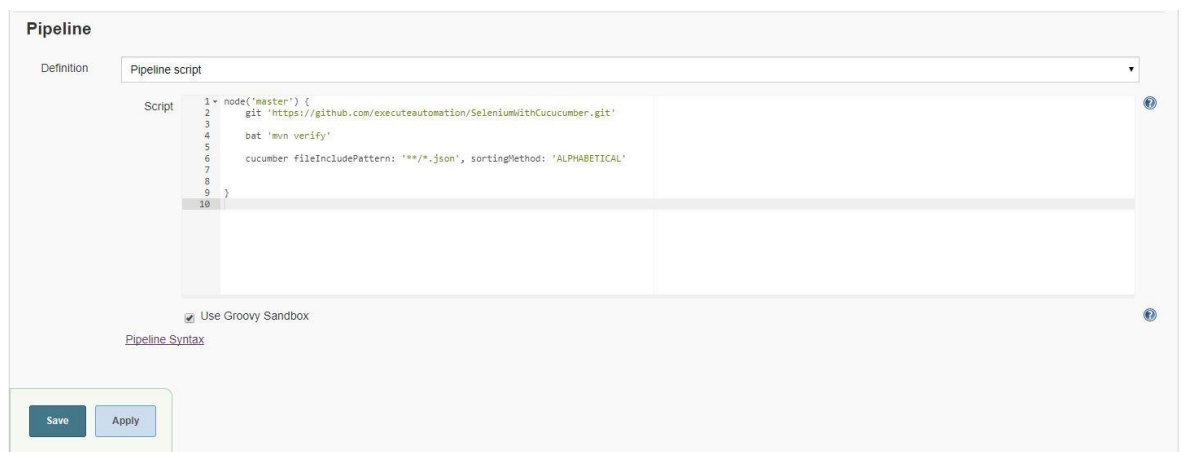 Pipeline
Definition
Pipeline script
Script
1 node('master') {
2 git 'https://github.com/executeautomation/SeleniumWithCucucumber.git'
3
4 bat 'mvn verify'
5
6 cucumber fileIncludePattern: '**/*.json', sortingMethod: 'ALPHABETICAL'
7
8
9 }
10
Use Groovy Sandbox
Pipeline Syntax
Save Apply